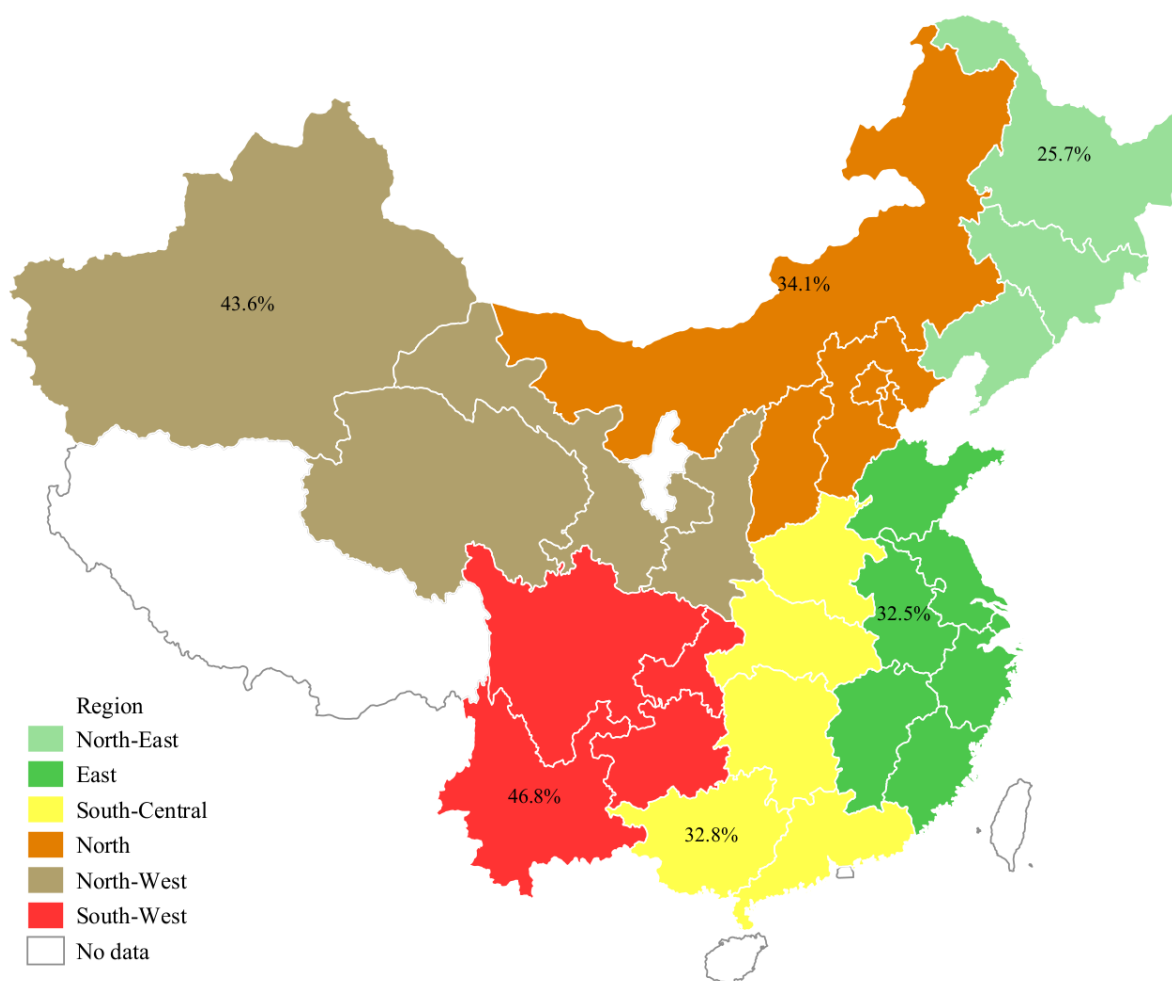 25.7%
34.1%
43.6%
32.5%
46.8%
32.8%
Region
North-East
East
South-Central
North
North-West
South-West
No data